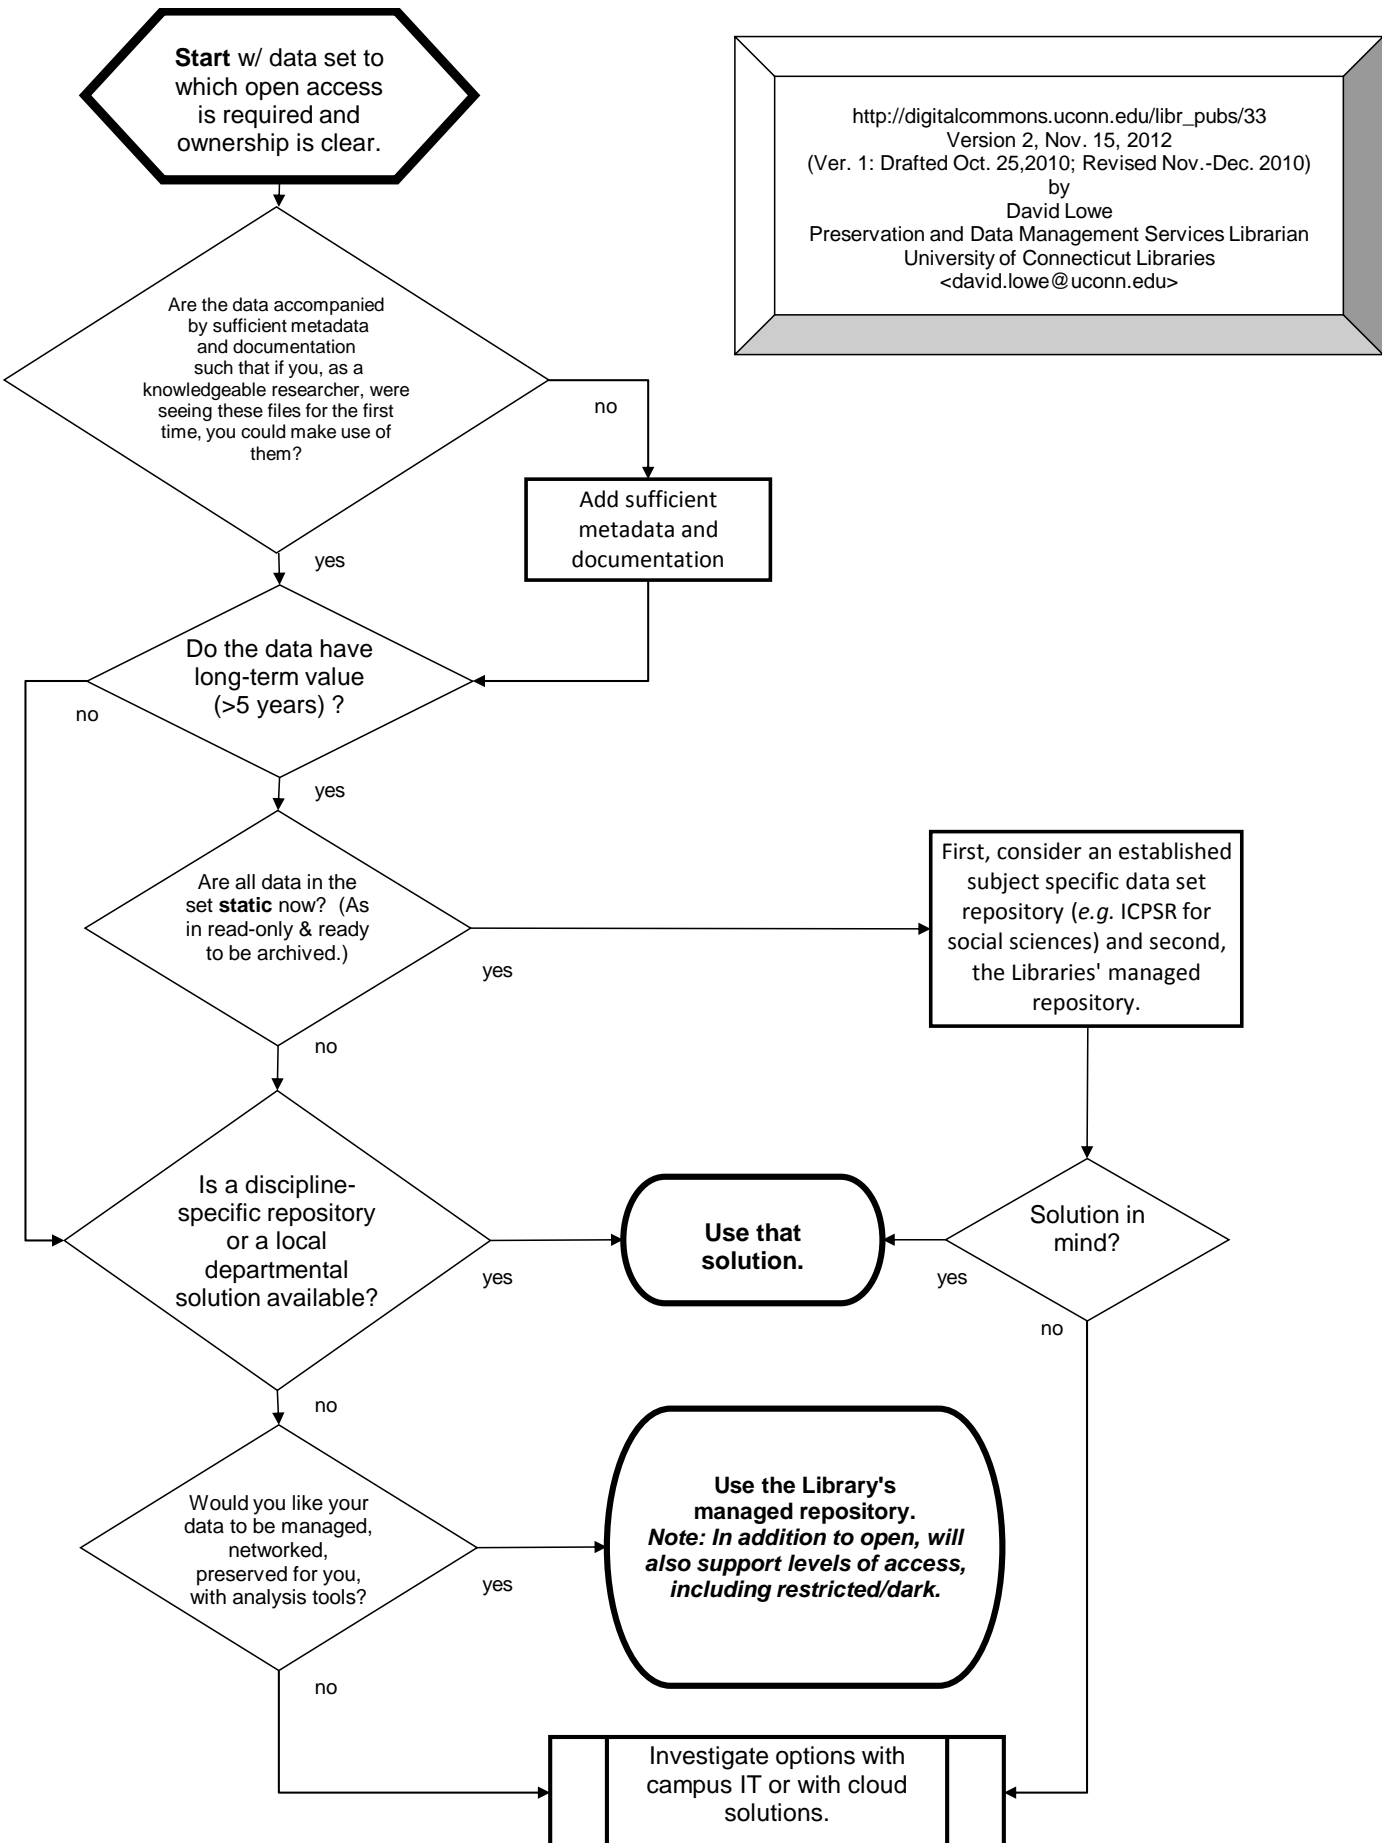 Start w/ data set to
which open access
is required and
ownership is clear.
http://digitalcommons.uconn.edu/libr_pubs/33
Version 2, Nov. 15, 2012
(Ver. 1: Drafted Oct. 25,2010; Revised Nov.-Dec. 2010)
by
David Lowe
Preservation and Data Management Services Librarian
University of Connecticut Libraries
<david.lowe@uconn.edu>
Are the data accompanied
by sufficient metadata
and documentation
such that if you, as a
knowledgeable researcher, were
seeing these files for the first
time, you could make use of
them?
no
Add sufficient
metadata and
documentation
yes
Do the data have
long-term value
(>5 years) ?
no
yes
Are all data in the
set static now? (As
in read-only & ready
to be archived.)
yes
First, consider an established
subject specific data set
repository (e.g. ICPSR for
social sciences) and second,
the Libraries' managed
repository.
no
Is a discipline-
specific repository
or a local
departmental
solution available?
yes
Use that
solution.
Solution in
mind?
yes
no
no
Would you like your
data to be managed,
networked,
preserved for you,
with analysis tools?
yes
Use the Library's
managed repository.
Note: In addition to open, will
also support levels of access,
including restricted/dark.
no
Investigate options with
campus IT or with cloud
solutions.